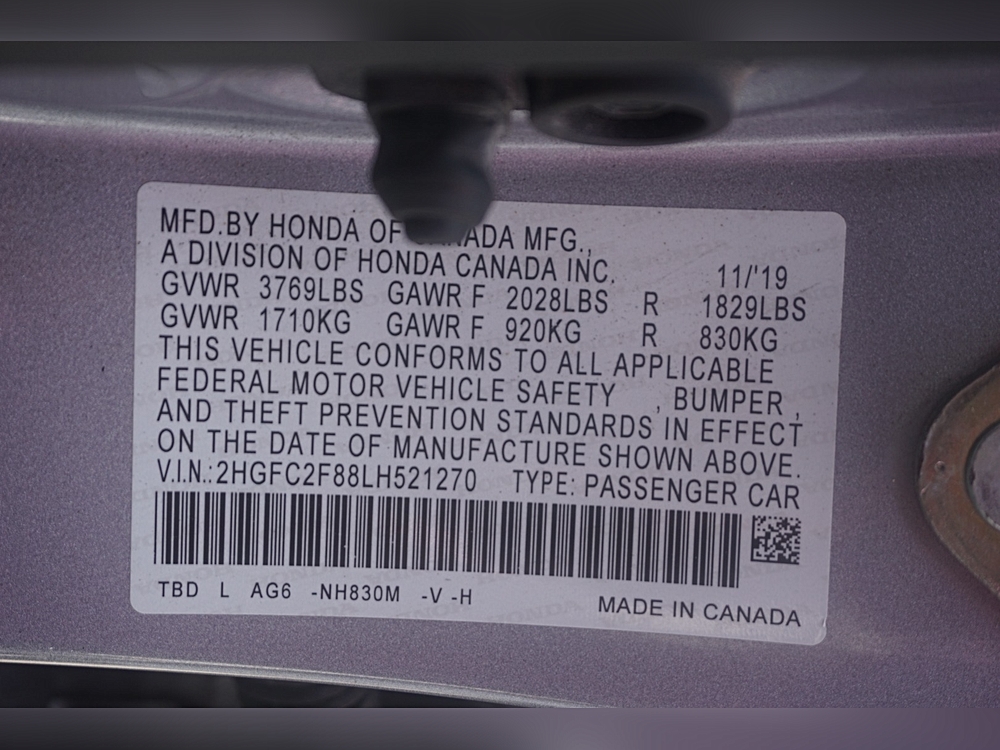 MFD.BY HONDA OF CANADA MFG.,
A DIVISION OF HONDA CANADA INC. 11/'19
GVWR 3769LBS GAWR F 2028LBS R 1829LBS
GVWR 1710KG GAWR F 920KG R 830KG
THIS VEHICLE CONFORMS TO ALL APPLICABLE
FEDERAL MOTOR VEHICLE SAFETY , BUMPER ,
AND THEFT PREVENTION STANDARDS IN EFFECT
ON THE DATE OF MANUFACTURE SHOWN ABOVE.
V.I.N.:2HGFC2F88LH521270 TYPE: PASSENGER CAR
TBD L AG6 -NH830M -V -H
MADE IN CANADA